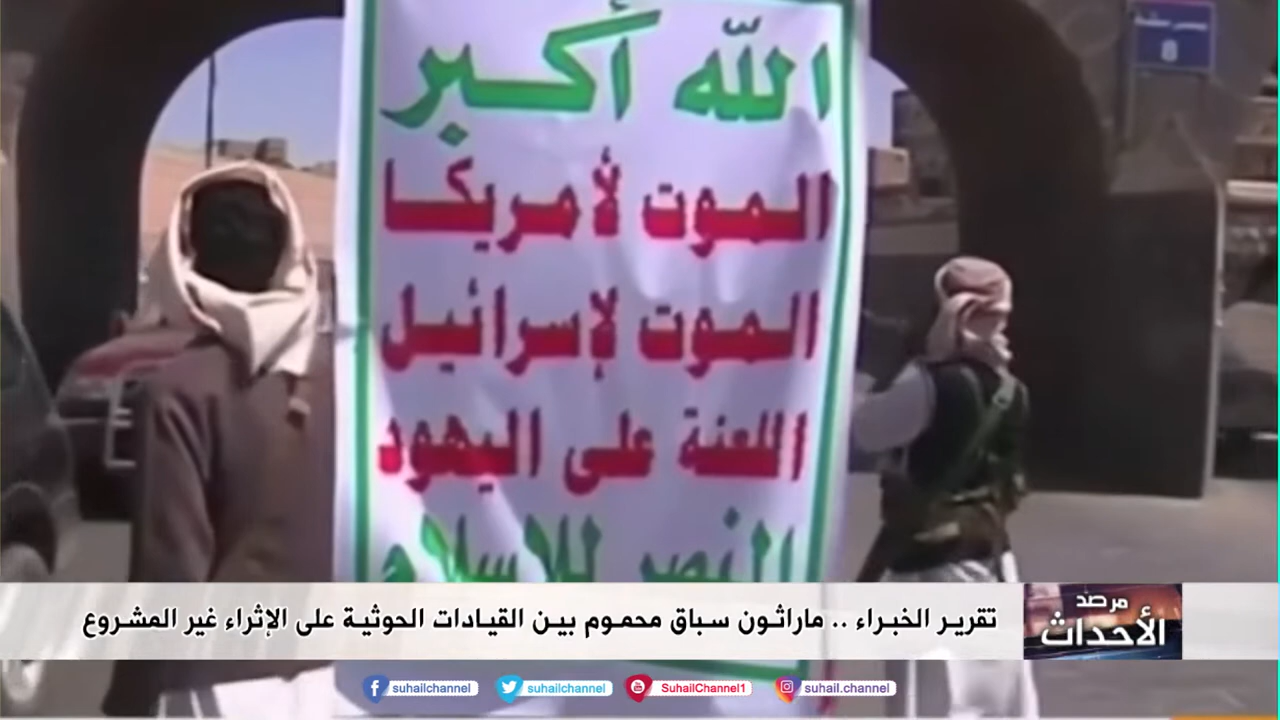 الله أكبر
الموت لأمريكا
الموت لإسرائيل
اللعنة على اليهود
النصر للإسلام
8
مرصد
الأحداث
تقرير الخبراء .. ماراثون سباق محموم بين القيادات الحوثية على الإثراء غير المشروع
suhailchannel
suhailchannel
SuhailChannel1
suhail.channel